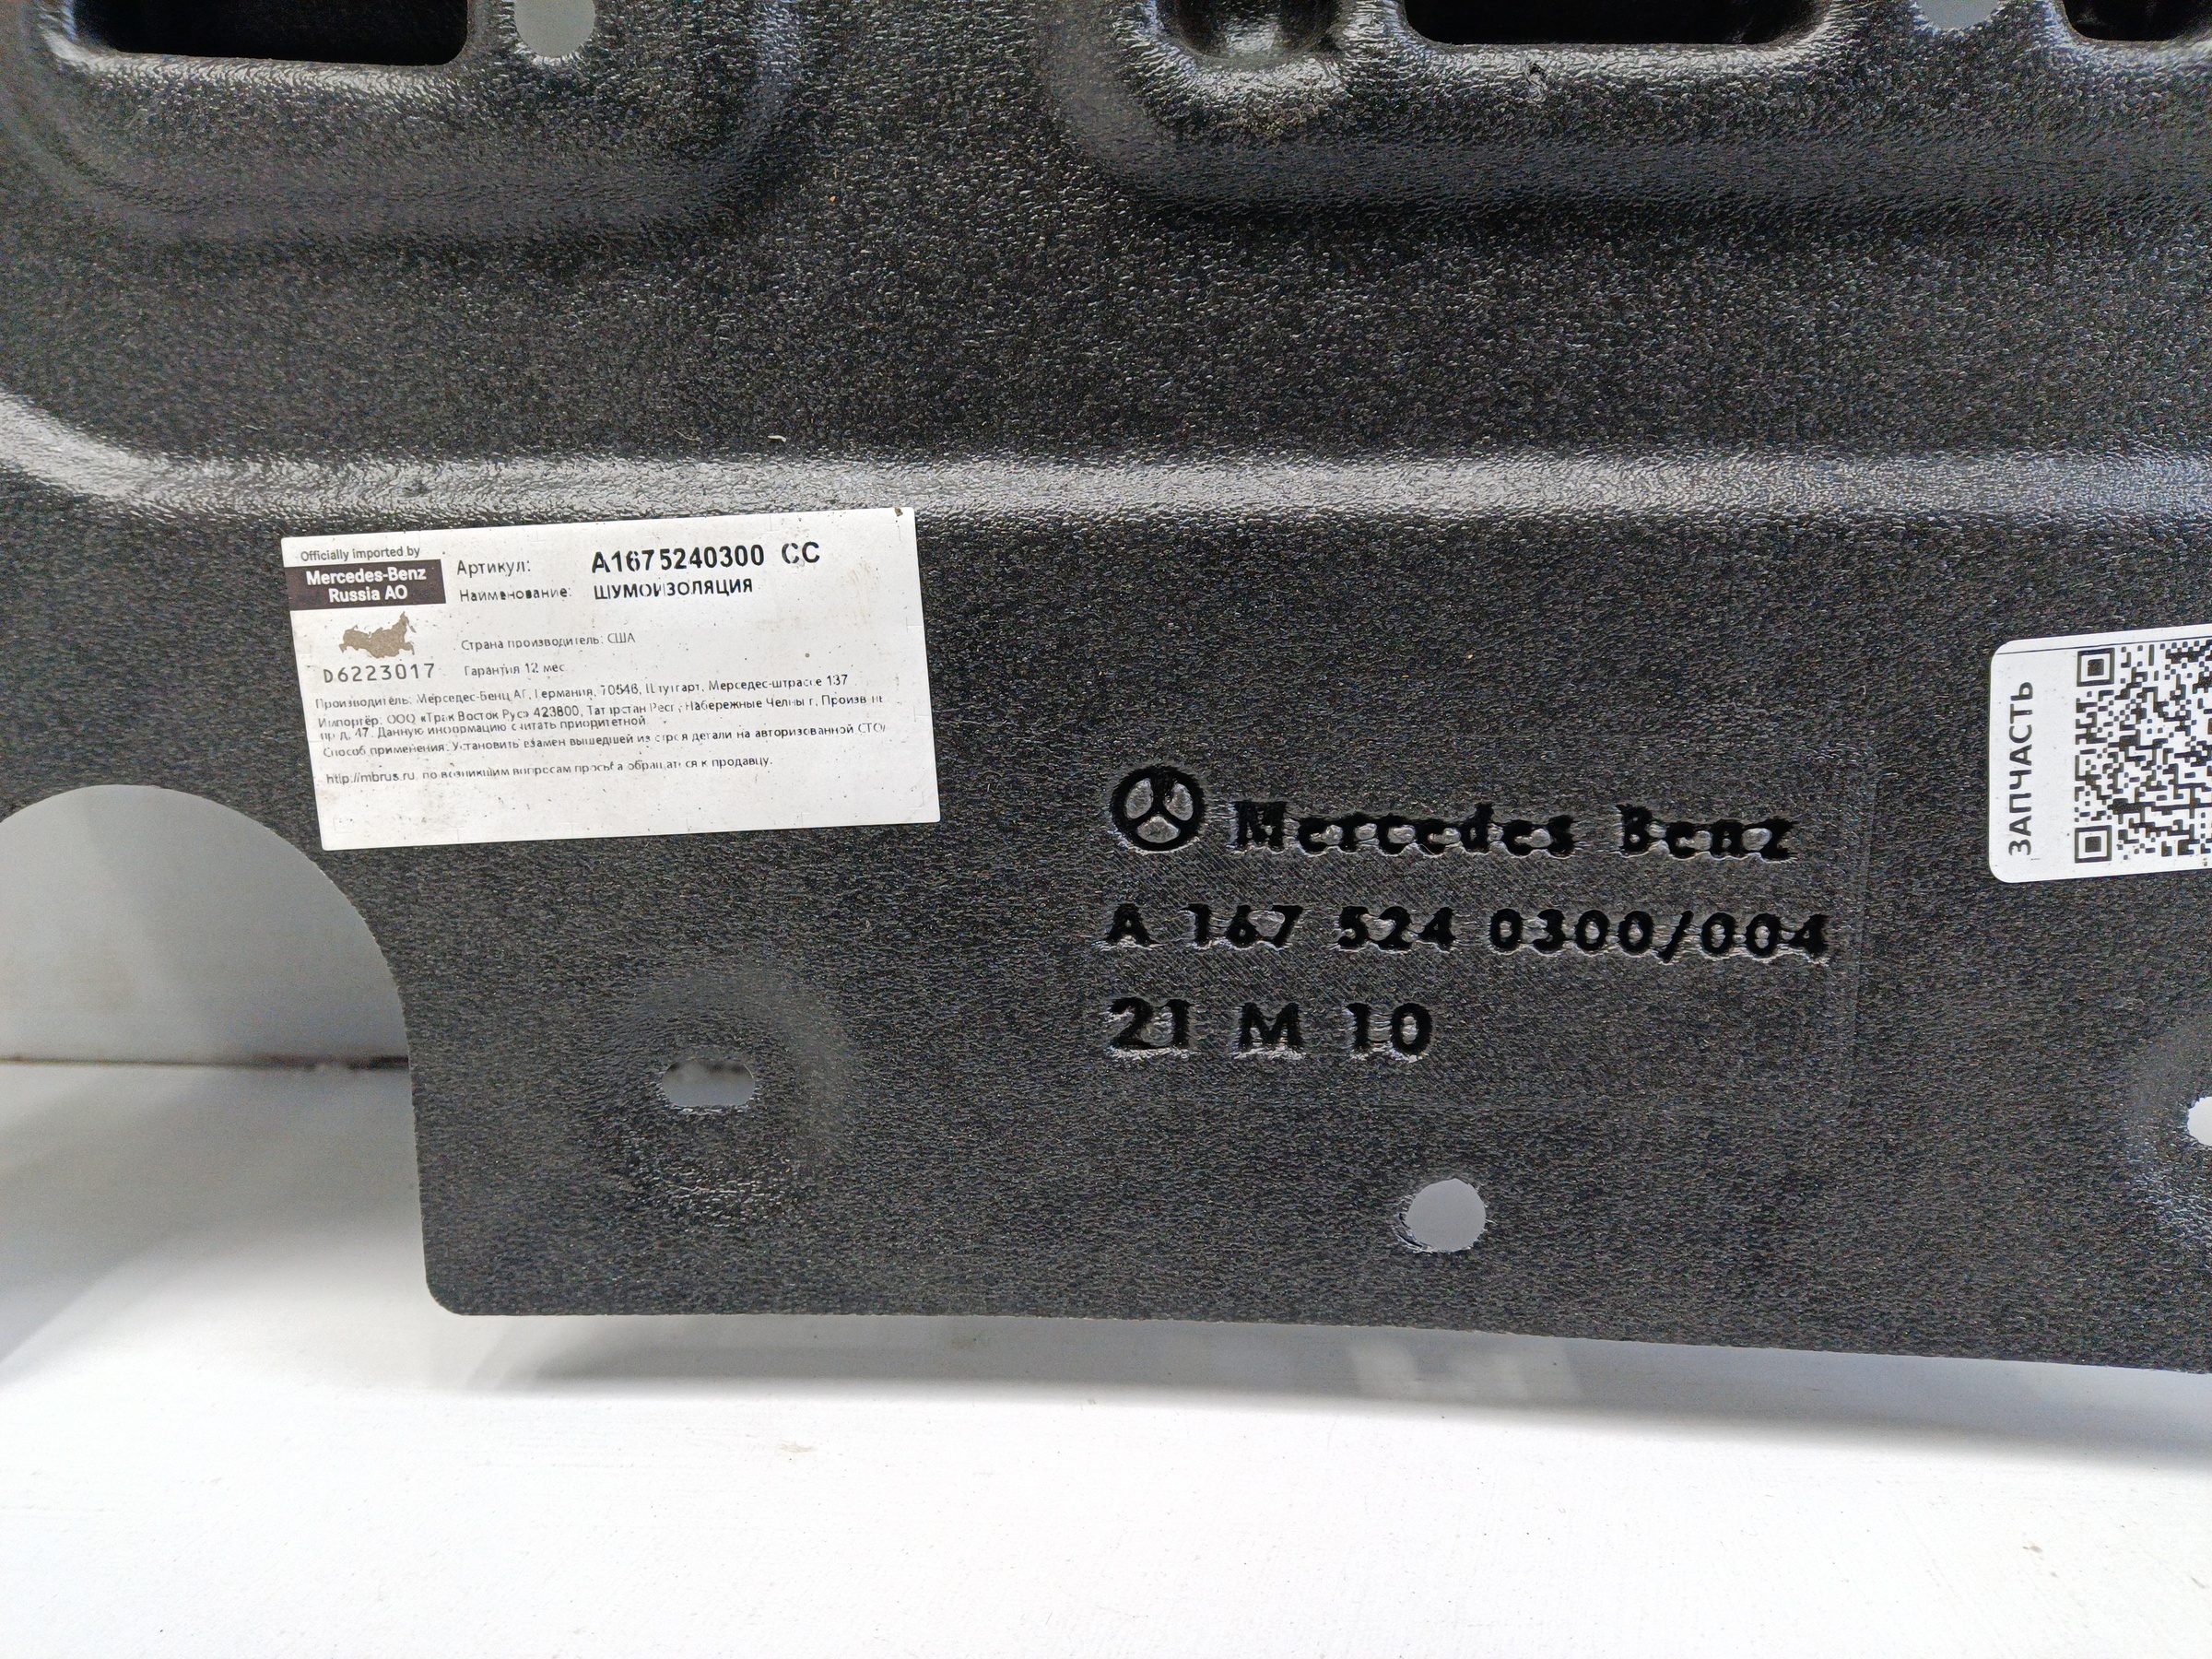 Officially imported by
Mercedes-Benz
Russia AO
D6223017
Артикул: A1675240300 CC
Наименование: ШУМОИЗОЛЯЦИЯ
Страна производитель: США
Гарантия 12 мес
Производитель: Мерседес-Бенц АГ, Германия, 70546, Штутгарт, Мерседес-штрассе 137
Импортёр: ООО «Трак Восток Рус» 423800, Татарстан Респ, Набережные Челны г, Произв-й
пр-д, 47. Данную информацию считать приоритетной
Способ применения: Установить взамен вышедшей из строя детали на авторизованной СТО/
http://mbrus.ru, по возникшим вопросам просьба обращаться к продавцу.
Mercedes Benz
A 167 524 0300/004
21 M 10
ЗАПЧАСТЬ